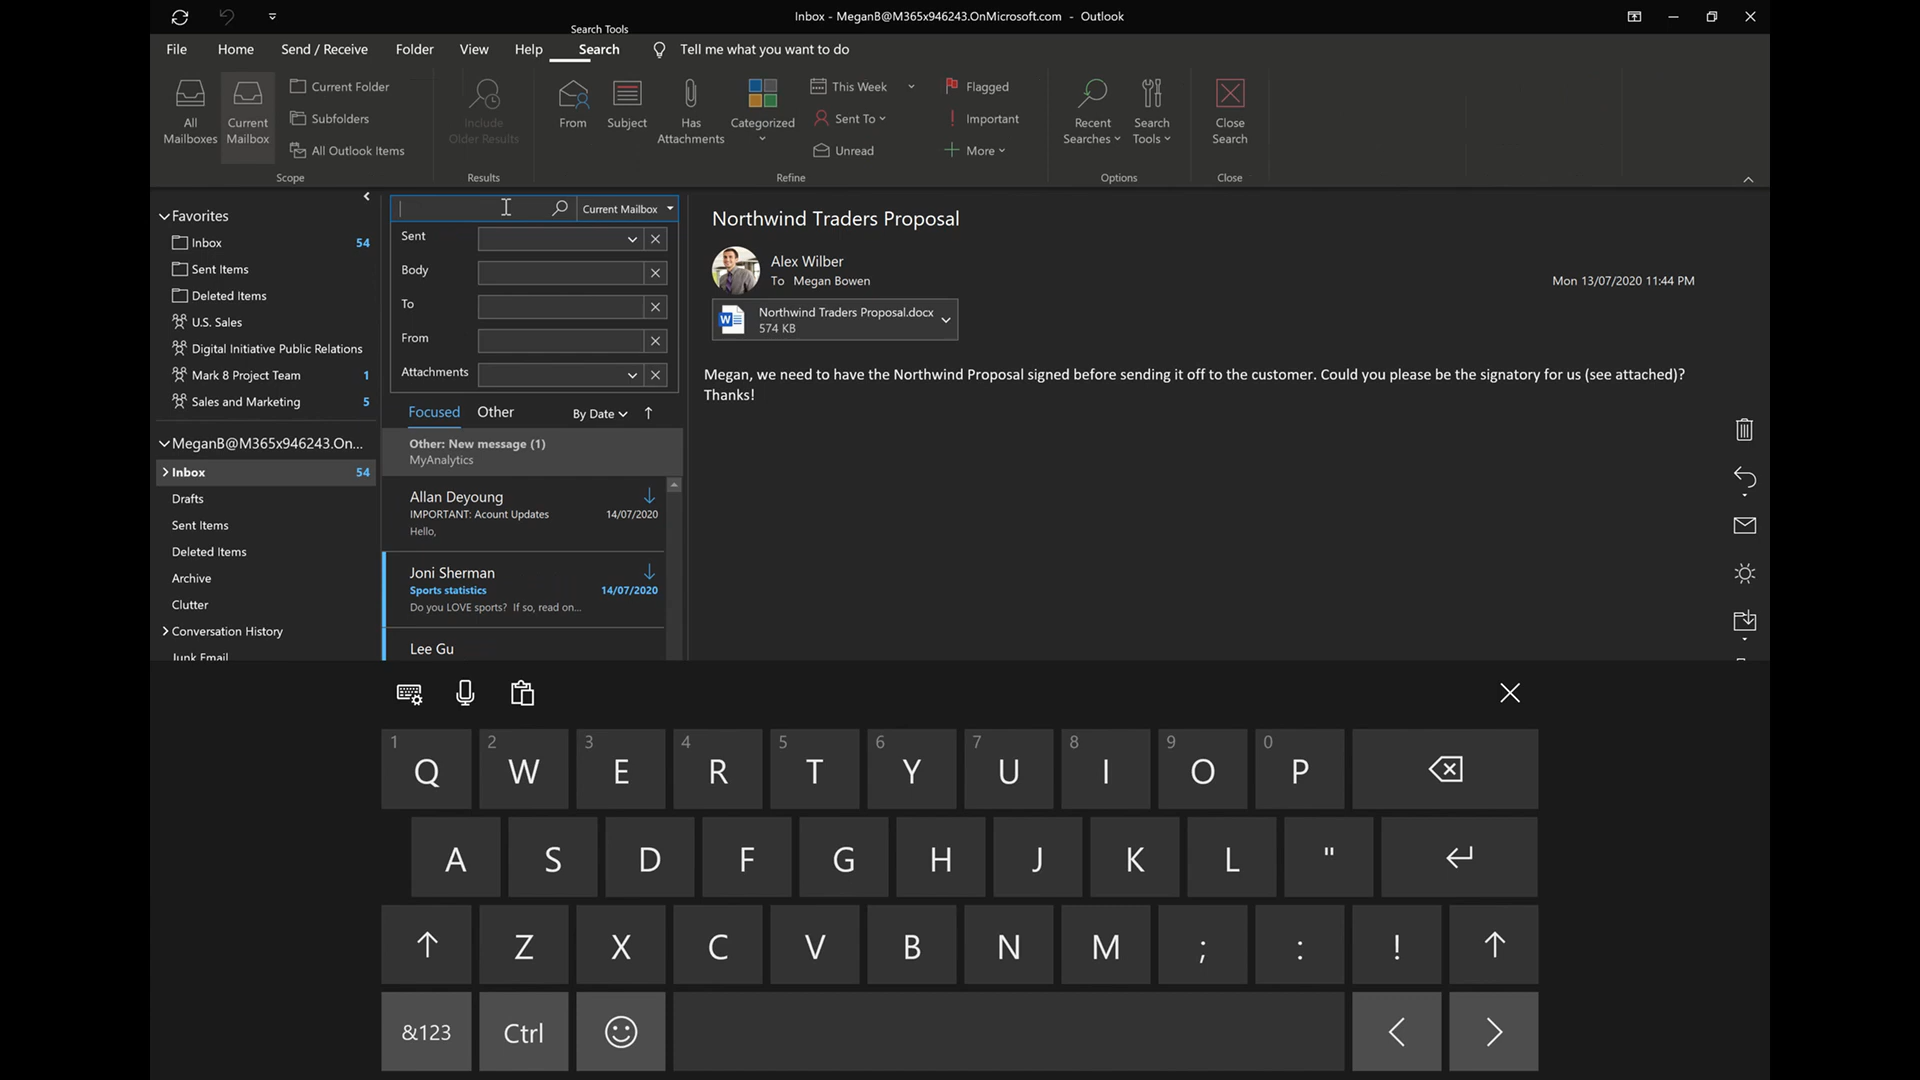 Inbox - MeganB@M365x946243.OnMicrosoft.com - Outlook
Search Tools
File Home Send / Receive Folder View Help Search Tell me what you want to do
All Mailboxes
Current Mailbox
Current Folder
Subfolders
All Outlook Items
Scope
Include Older Results
Results
From
Subject
Has Attachments
Categorized
This Week
Sent To
Unread
Flagged
Important
More
Refine
Recent Searches
Search Tools
Options
Close Search
Close
Favorites
Inbox 54
Sent Items
Deleted Items
U.S. Sales
Digital Initiative Public Relations
Mark 8 Project Team 1
Sales and Marketing 5
MeganB@M365x946243.On...
Inbox 54
Drafts
Sent Items
Deleted Items
Archive
Clutter
Conversation History
Junk Email
Current Mailbox
Sent
Body
To
From
Attachments
Focused Other By Date
Other: New message (1)
MyAnalytics
Allan Deyoung
IMPORTANT: Acount Updates 14/07/2020
Hello,
Joni Sherman
Sports statistics 14/07/2020
Do you LOVE sports? If so, read on...
Lee Gu
Northwind Traders Proposal
Alex Wilber
To Megan Bowen
Mon 13/07/2020 11:44 PM
Northwind Traders Proposal.docx
574 KB
Megan, we need to have the Northwind Proposal signed before sending it off to the customer. Could you please be the signatory for us (see attached)?
Thanks!
1 2 3 4 5 6 7 8 9 0
Q W E R T Y U I O P
A S D F G H J K L "
Z X C V B N M ; : !
&123 Ctrl